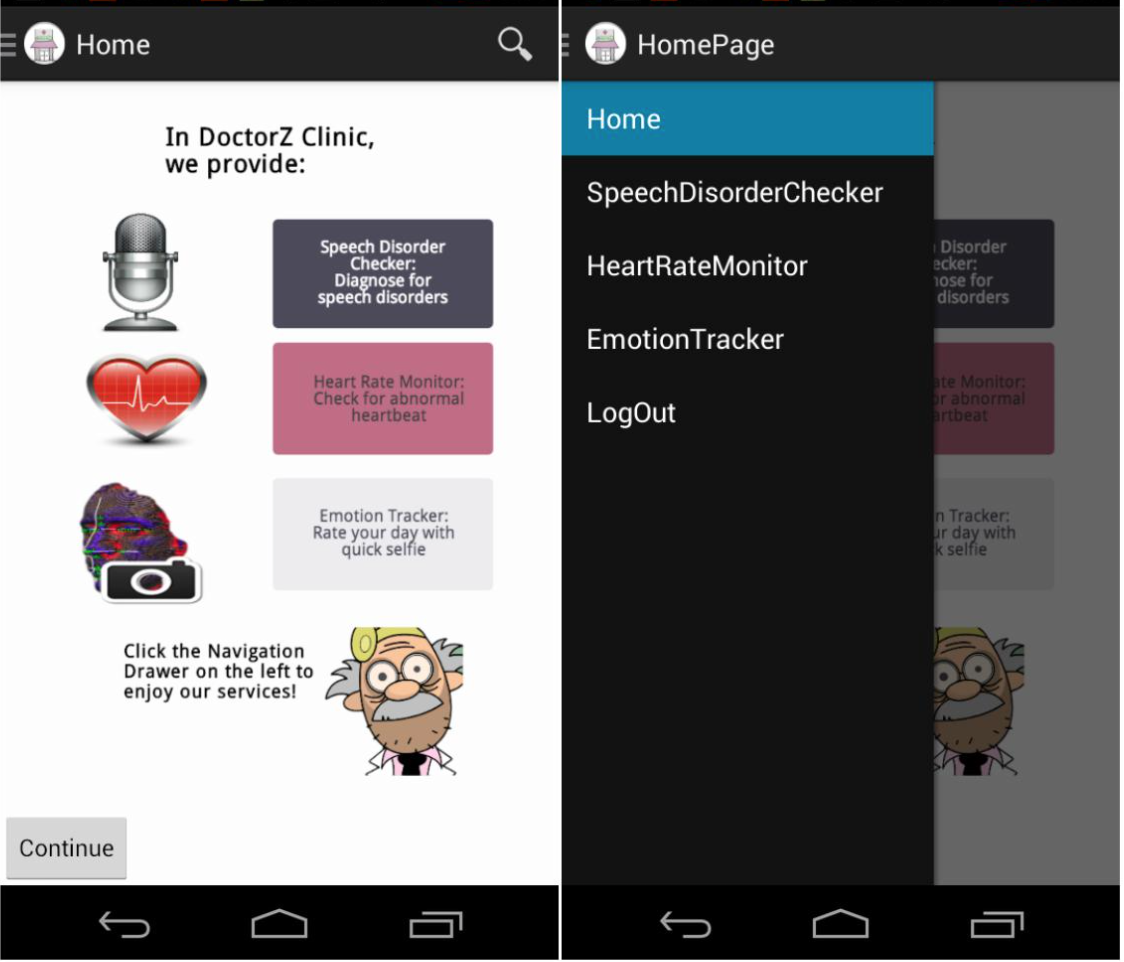 Home
In DoctorZ Clinic,
we provide:
Speech Disorder
Checker:
Diagnose for
speech disorders
Heart Rate Monitor:
Check for abnormal
heartbeat
Emotion Tracker:
Rate your day with
quick selfie
Click the Navigation
Drawer on the left to
enjoy our services!
Continue
HomePage
Home
SpeechDisorderChecker
HeartRateMonitor
EmotionTracker
LogOut
Disorder
ecker:
nose for
disorders
ate Monitor:
or abnormal
artbeat
n Tracker:
ur day with
k selfie